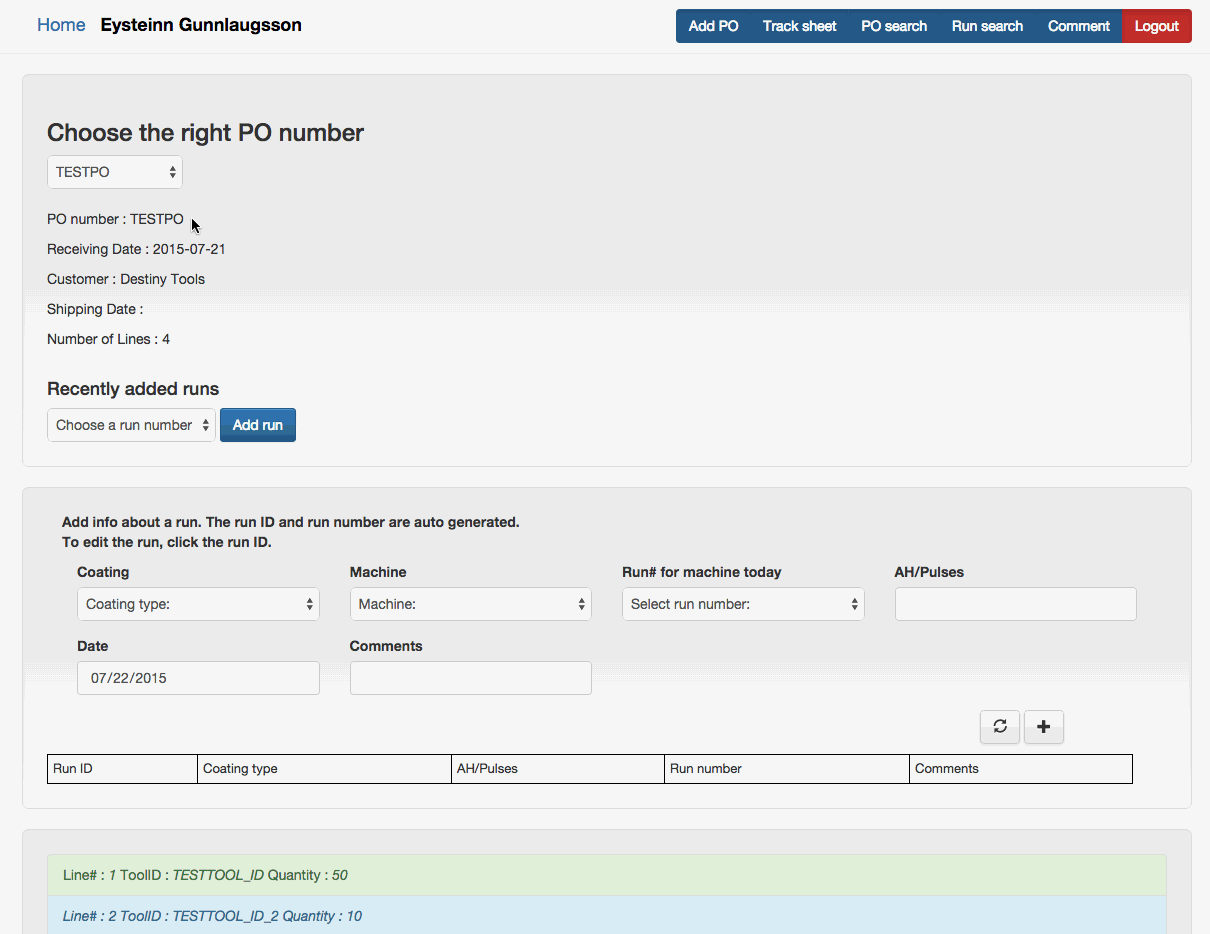 Home Eysteinn Gunnlaugsson Add PO Track sheet PO search Run search Comment Logout
Choose the right PO number
TESTPO
PO number : TESTPO
Receiving Date : 2015-07-21
Customer : Destiny Tools
Shipping Date :
Number of Lines : 4
Recently added runs
Choose a run number Add run
Add info about a run. The run ID and run number are auto generated.
To edit the run, click the run ID.
Coating Machine Run# for machine today AH/Pulses
Coating type: Machine: Select run number:
Date Comments
07/22/2015
Run ID Coating type AH/Pulses Run number Comments
Line# : 1 ToolID : TESTTOOL_ID Quantity : 50
Line# : 2 ToolID : TESTTOOL_ID_2 Quantity : 10